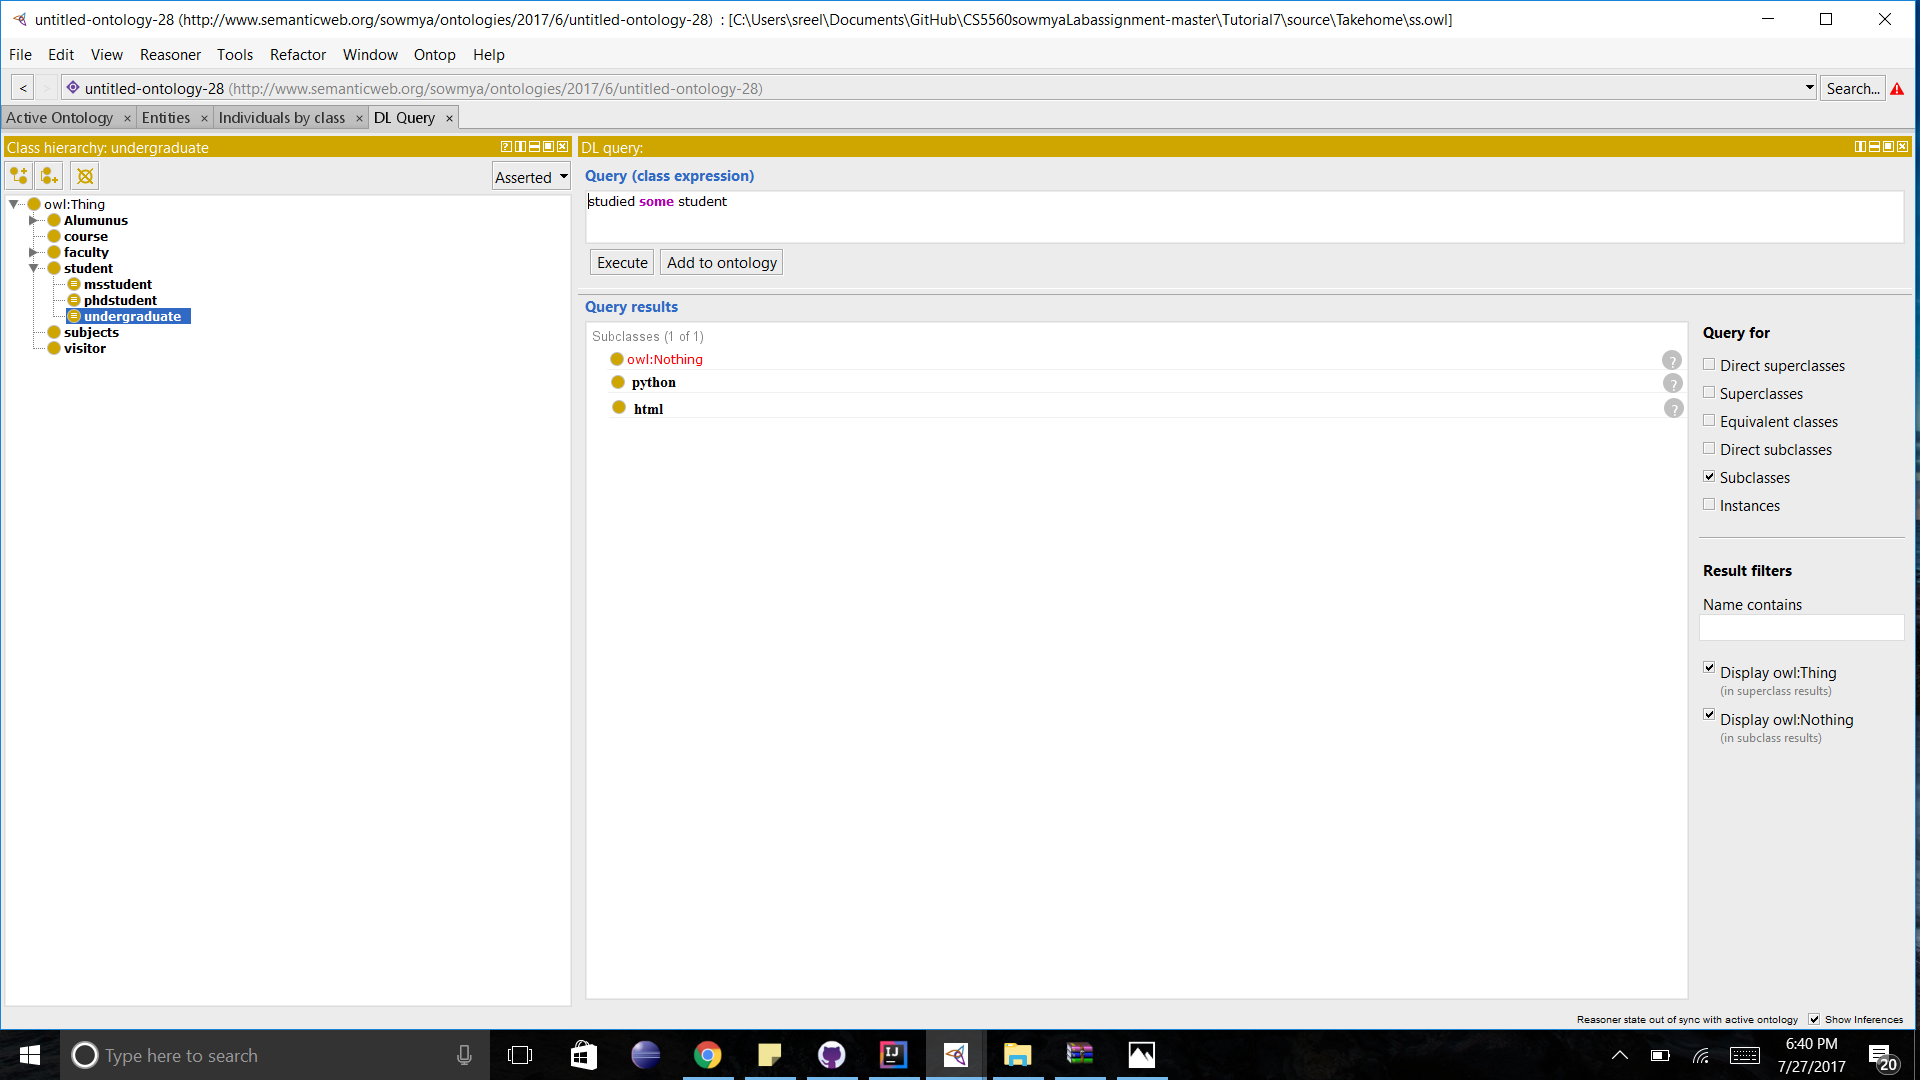 untitled-ontology-28 (http://www.semanticweb.org/sowmya/ontologies/2017/6/untitled-ontology-28) : [C:\Users\sreel\Documents\GitHub\CS5560sowmyaLabassignment-master\Tutorial7\source\Takehome\ss.owl]
File Edit View Reasoner Tools Refactor Window Ontop Help
< > untitled-ontology-28 (http://www.semanticweb.org/sowmya/ontologies/2017/6/untitled-ontology-28) Search...
Active Ontology × Entities × Individuals by class × DL Query ×
Class hierarchy: undergraduate
Asserted
owl:Thing
Alumunus
course
faculty
student
msstudent
phdstudent
undergraduate
subjects
visitor
DL query:
Query (class expression)
studied some student
Execute Add to ontology
Query results
Subclasses (1 of 1)
owl:Nothing ?
python ?
html ?
Query for
Direct superclasses
Superclasses
Equivalent classes
Direct subclasses
Subclasses
Instances
Result filters
Name contains
Display owl:Thing
(in superclass results)
Display owl:Nothing
(in subclass results)
Reasoner state out of sync with active ontology Show Inferences
Type here to search
IJ
6:40 PM
7/27/2017
20